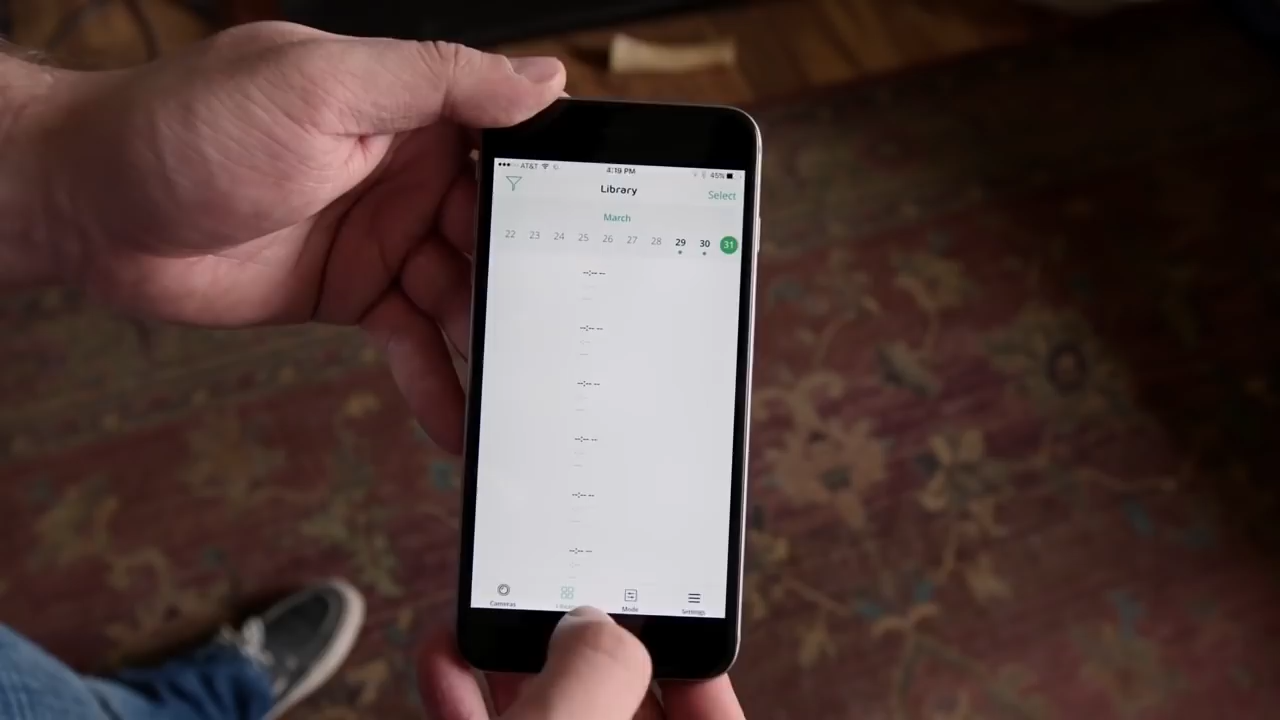 AT&T 4:19 PM 45%
Library Select
March
22 23 24 25 26 27 28 29 30 31
--:-- --
--:-- --
--:-- --
--:-- --
--:-- --
--:-- --
Cameras Mode Settings